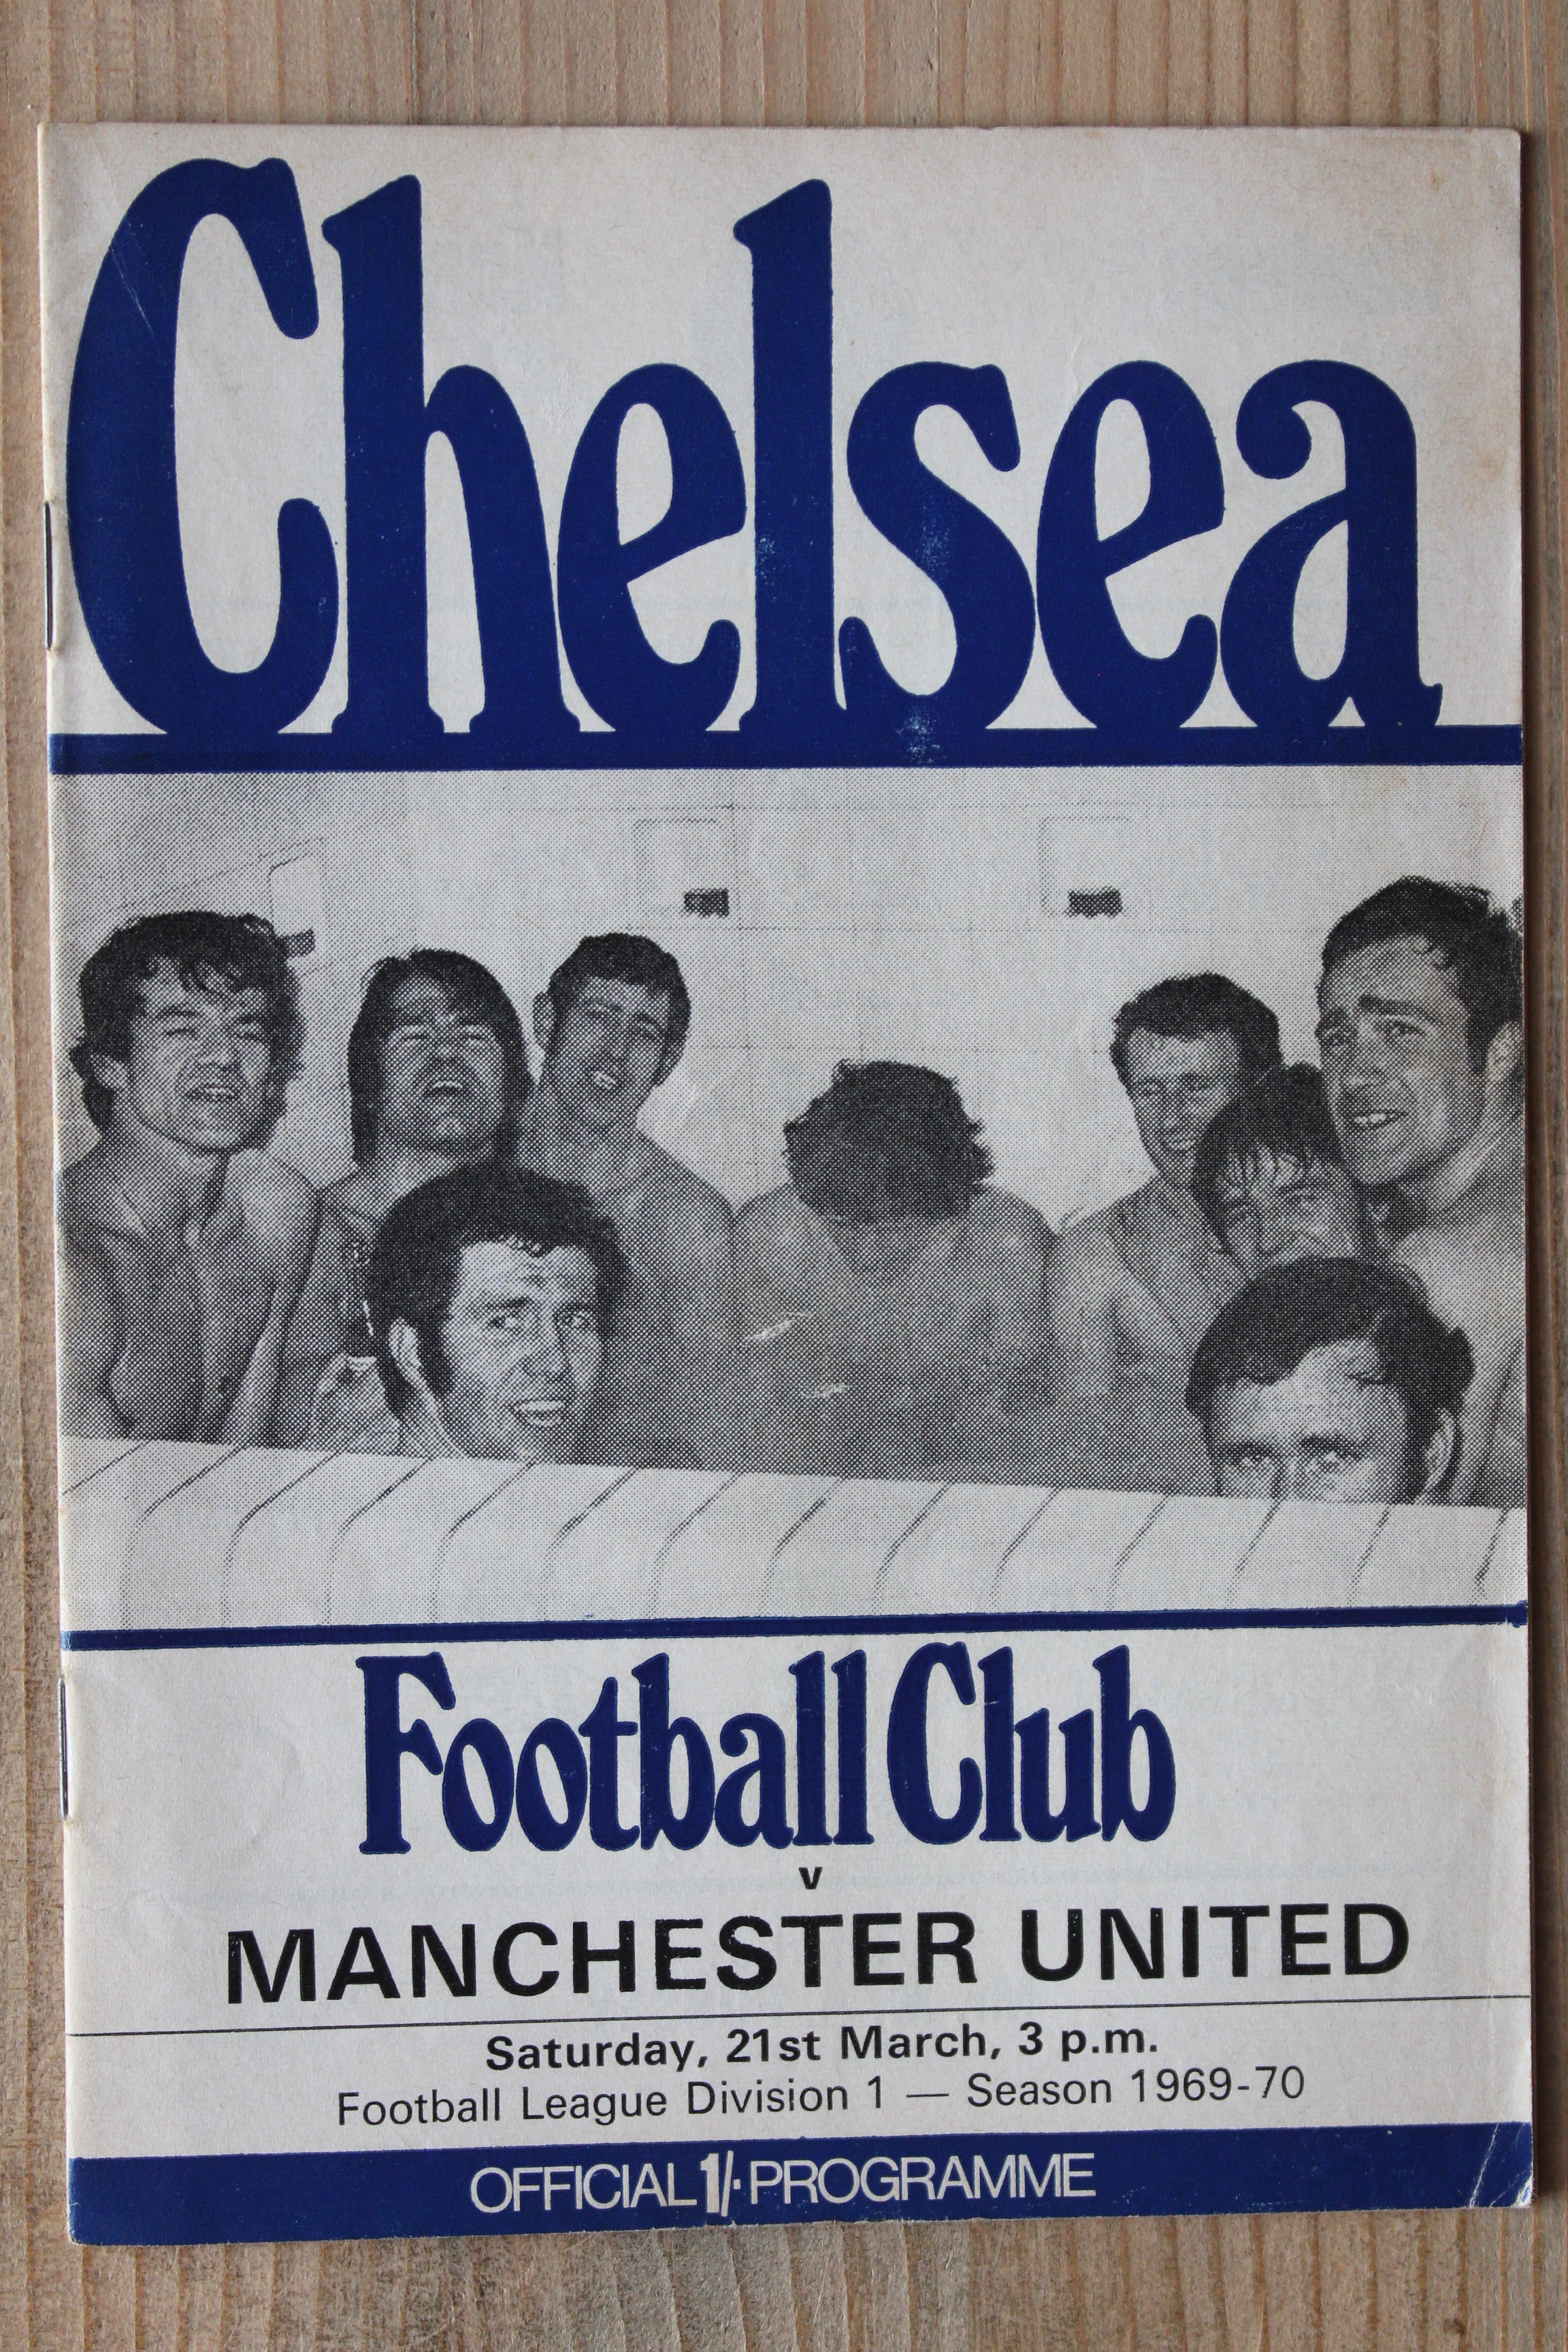 Chelsea
Football Club
v
MANCHESTER UNITED
Saturday, 21st March, 3 p.m.
Football League Division 1 — Season 1969-70
OFFICIAL 1/- PROGRAMME